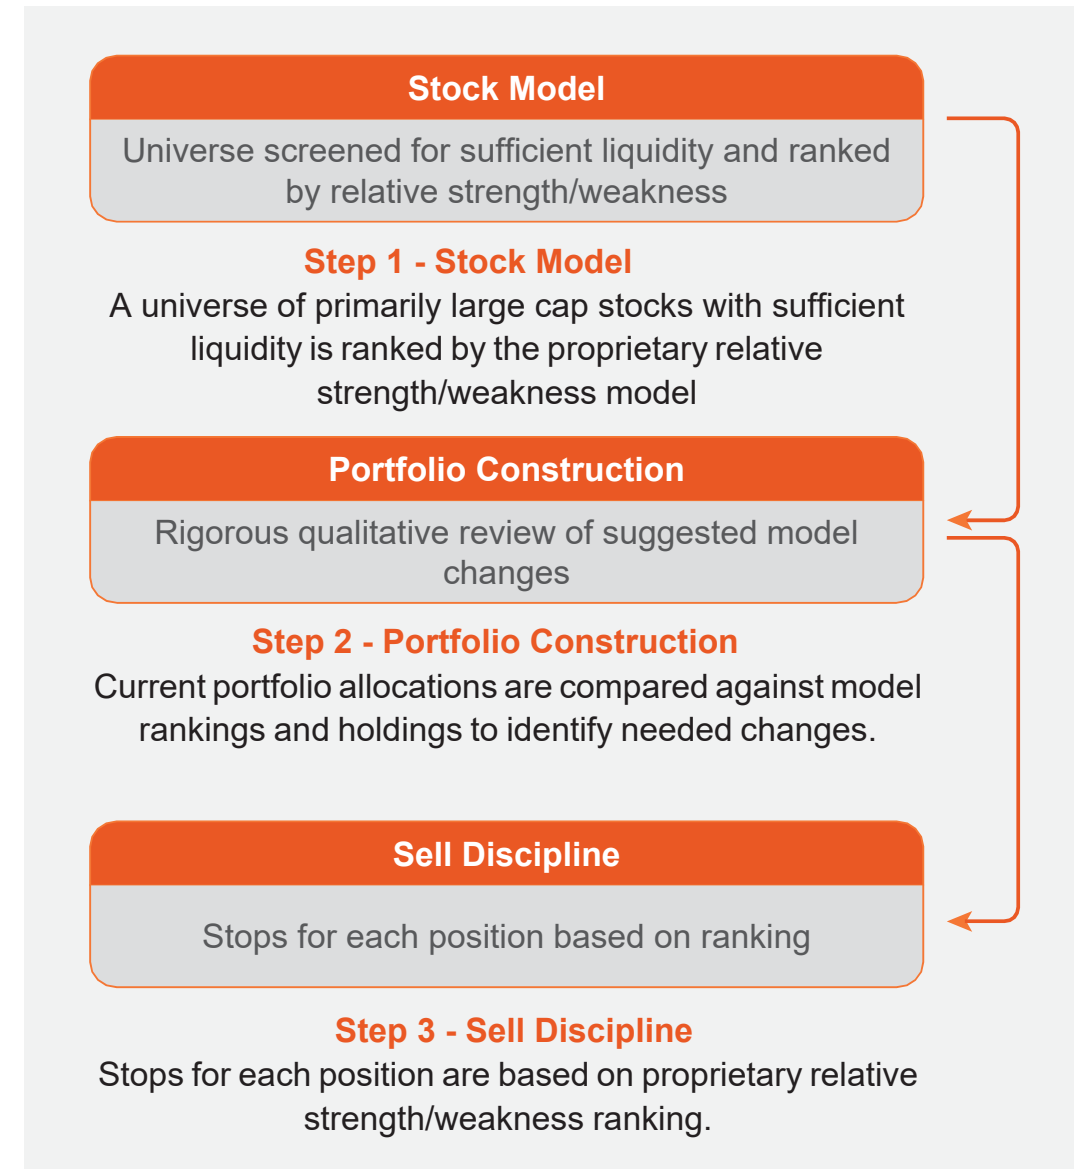 Stock Model
Universe screened for sufficient liquidity and ranked
by relative strength/weakness
Step 1 - Stock Model
A universe of primarily large cap stocks with sufficient
liquidity is ranked by the proprietary relative
strength/weakness model
Portfolio Construction
Rigorous qualitative review of suggested model
changes
Step 2 - Portfolio Construction
Current portfolio allocations are compared against model
rankings and holdings to identify needed changes.
Sell Discipline
Stops for each position based on ranking
Step 3 - Sell Discipline
Stops for each position are based on proprietary relative
strength/weakness ranking.